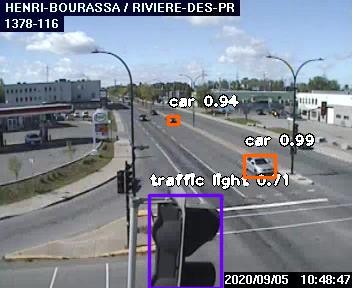 HENRI-BOURASSA / RIVIERE-DES-PR
1378-116
car 0.94
car 0.99
traffic light 0.71
2020/09/05 10:48:47